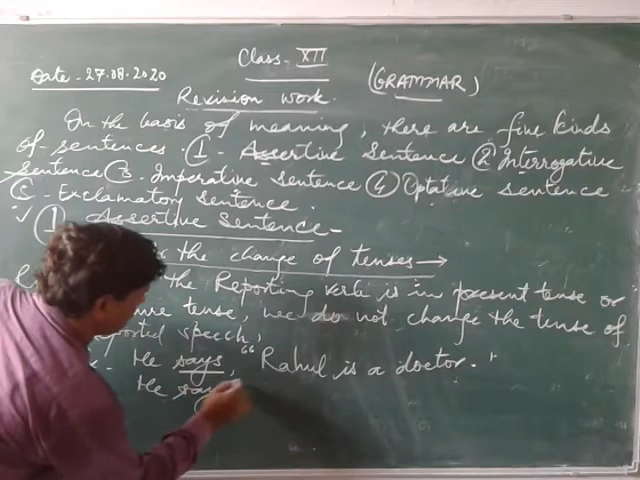 Class - XII
Date - 27.08.2020
(GRAMMAR)
Revision work.
On the basis of meaning, there are five kinds
of sentences. ① - Assertive Sentence ② Interrogative
Sentence ③ - Imperative Sentence ④ Optative sentence
5 - Exclamatory sentence.
① Assertive Sentence -
the change of tenses →
the Reporting verb is in present tense or
tense, we do not change the tense of
speech.
He says, "Rahul is a doctor."
He says